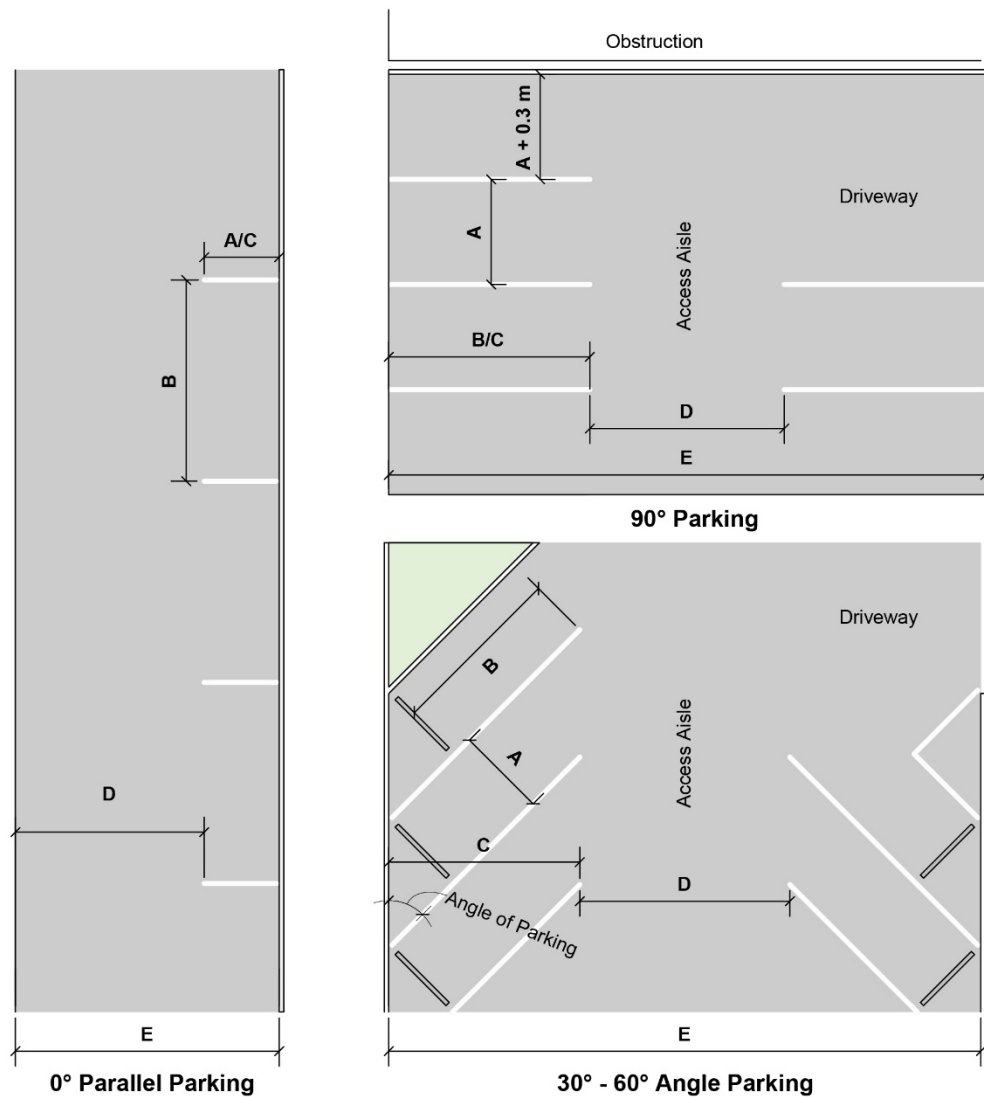 A/C
B
D
E
0° Parallel Parking
Obstruction
A + 0.3 m
A
Driveway
Access Aisle
B/C
D
E
90° Parking
Driveway
B
Access Aisle
A
C
D
Angle of Parking
E
30° - 60° Angle Parking